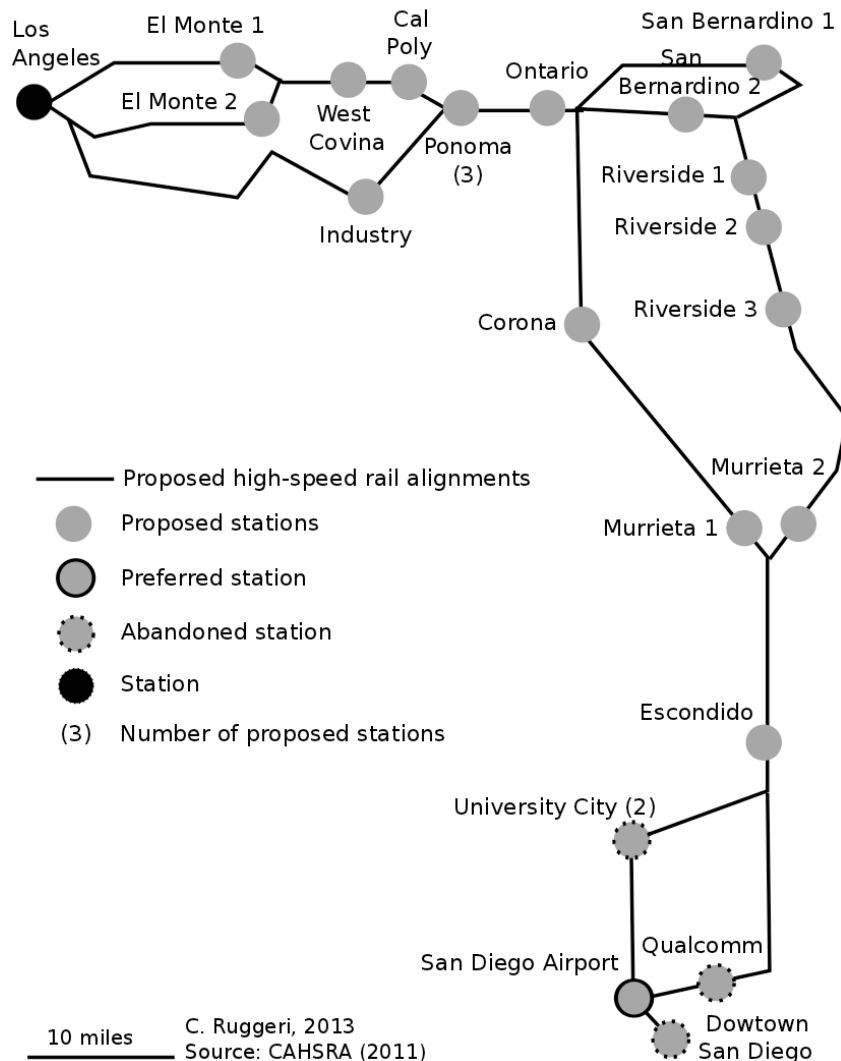 Los
Angeles
El Monte 1
El Monte 2
Cal
Poly
West
Covina
Industry
Ponoma
(3)
Ontario
San Bernardino 1
San
Bernardino 2
Riverside 1
Riverside 2
Riverside 3
Corona
Murrieta 2
Murrieta 1
Proposed high-speed rail alignments
Proposed stations
Preferred station
Abandoned station
Station
(3) Number of proposed stations
Escondido
University City (2)
Qualcomm
San Diego Airport
Dowtown
San Diego
10 miles
C. Ruggeri, 2013
Source: CAHSRA (2011)